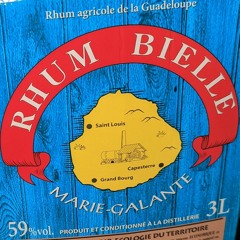 Rhum agricole de la Guadeloupe
RHUM BIELLE
Saint Louis
Capesterre
Grand Bourg
MARIE-GALANTE
59%vol. PRODUIT ET CONDITIONNÉ À LA DISTILLERIE 3L
ÉCOLOGIE DU TERRITOIRE